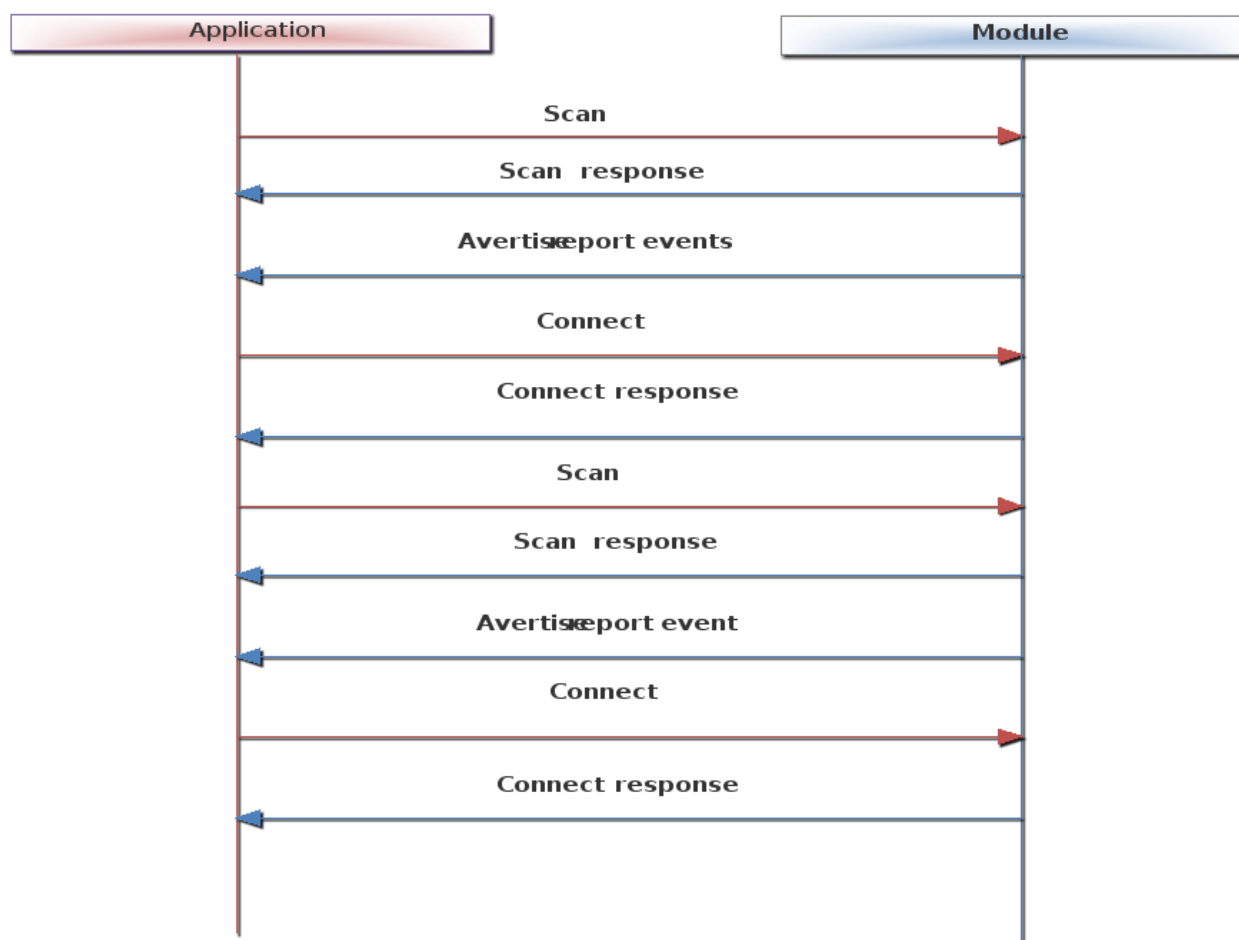 Application
Module
Scan
Scan response
Avertise report events
Connect
Connect response
Scan
Scan response
Avertise report event
Connect
Connect response